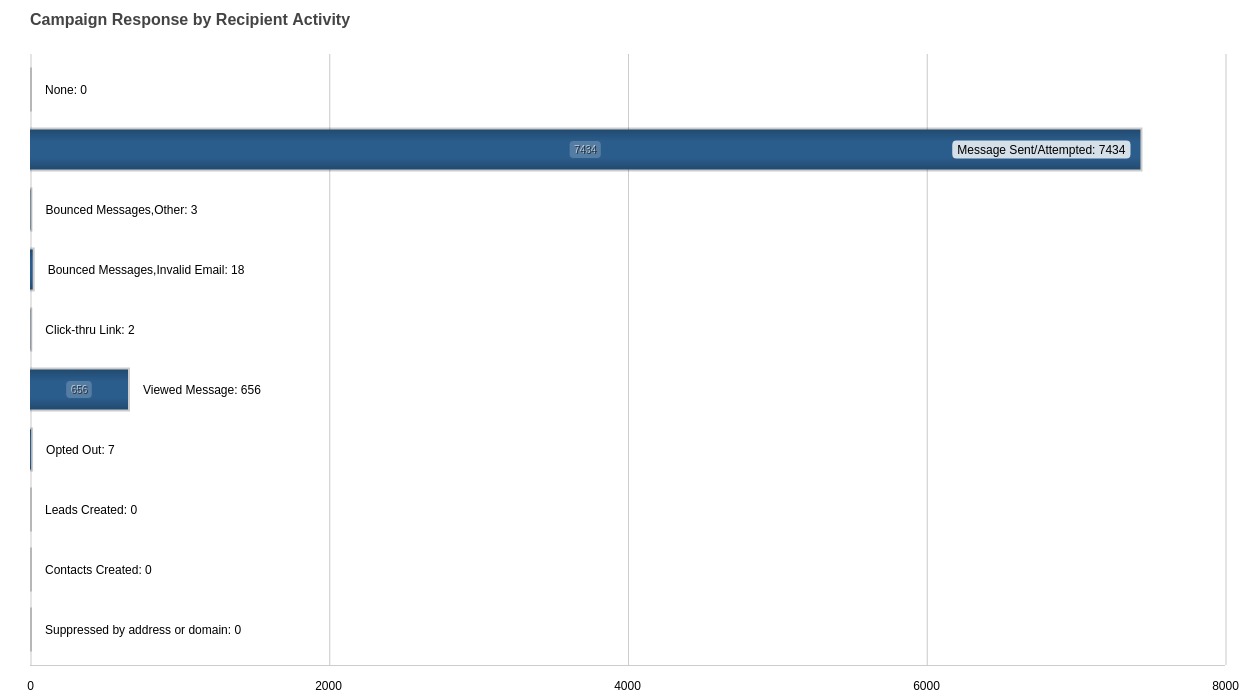 Campaign Response by Recipient Activity
None: 0
7434
Message Sent/Attempted: 7434
Bounced Messages,Other: 3
Bounced Messages,Invalid Email: 18
Click-thru Link: 2
656
Viewed Message: 656
Opted Out: 7
Leads Created: 0
Contacts Created: 0
Suppressed by address or domain: 0
0 2000 4000 6000 8000